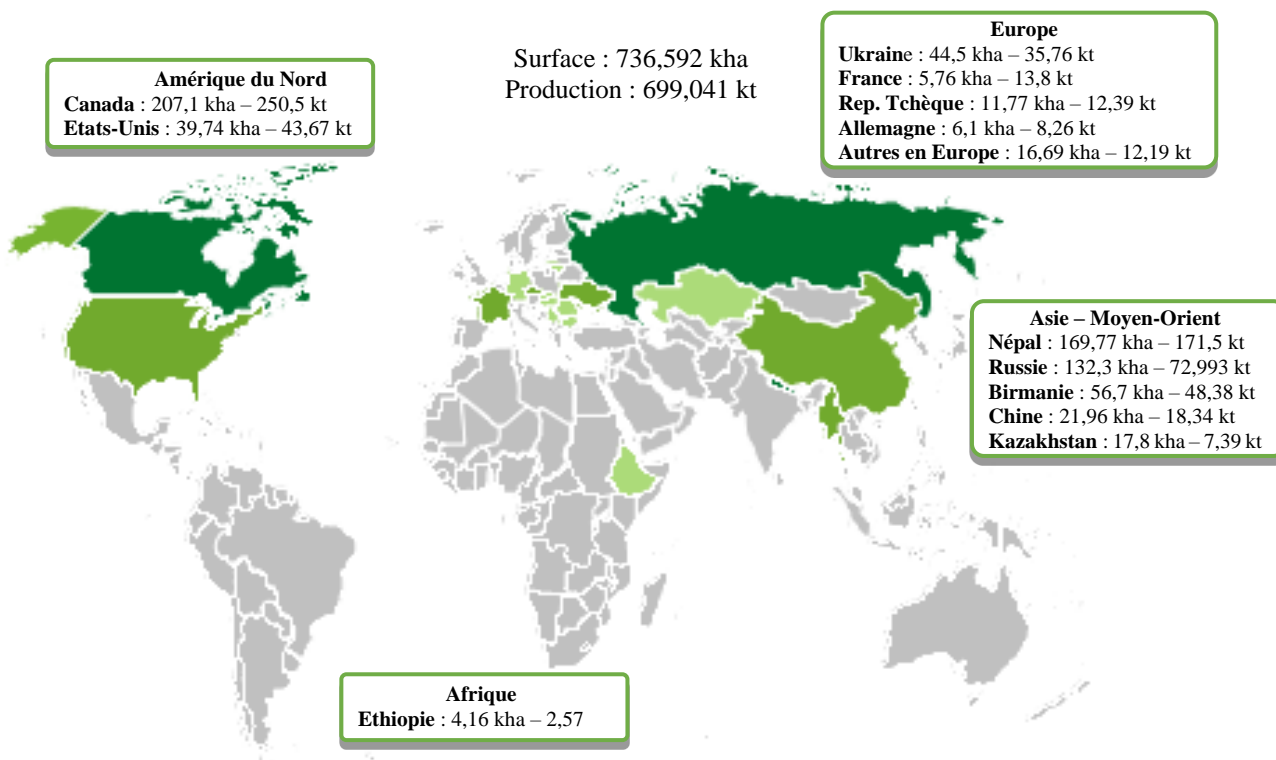 Surface : 736,592 kha
Production : 699,041 kt
Amérique du Nord
Canada : 207,1 kha – 250,5 kt
Etats-Unis : 39,74 kha – 43,67 kt
Europe
Ukraine : 44,5 kha – 35,76 kt
France : 5,76 kha – 13,8 kt
Rep. Tchèque : 11,77 kha – 12,39 kt
Allemagne : 6,1 kha – 8,26 kt
Autres en Europe : 16,69 kha – 12,19 kt
Asie – Moyen-Orient
Népal : 169,77 kha – 171,5 kt
Russie : 132,3 kha – 72,993 kt
Birmanie : 56,7 kha – 48,38 kt
Chine : 21,96 kha – 18,34 kt
Kazakhstan : 17,8 kha – 7,39 kt
Afrique
Ethiopie : 4,16 kha – 2,57